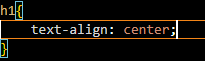 h1{
    text-align: center;
}